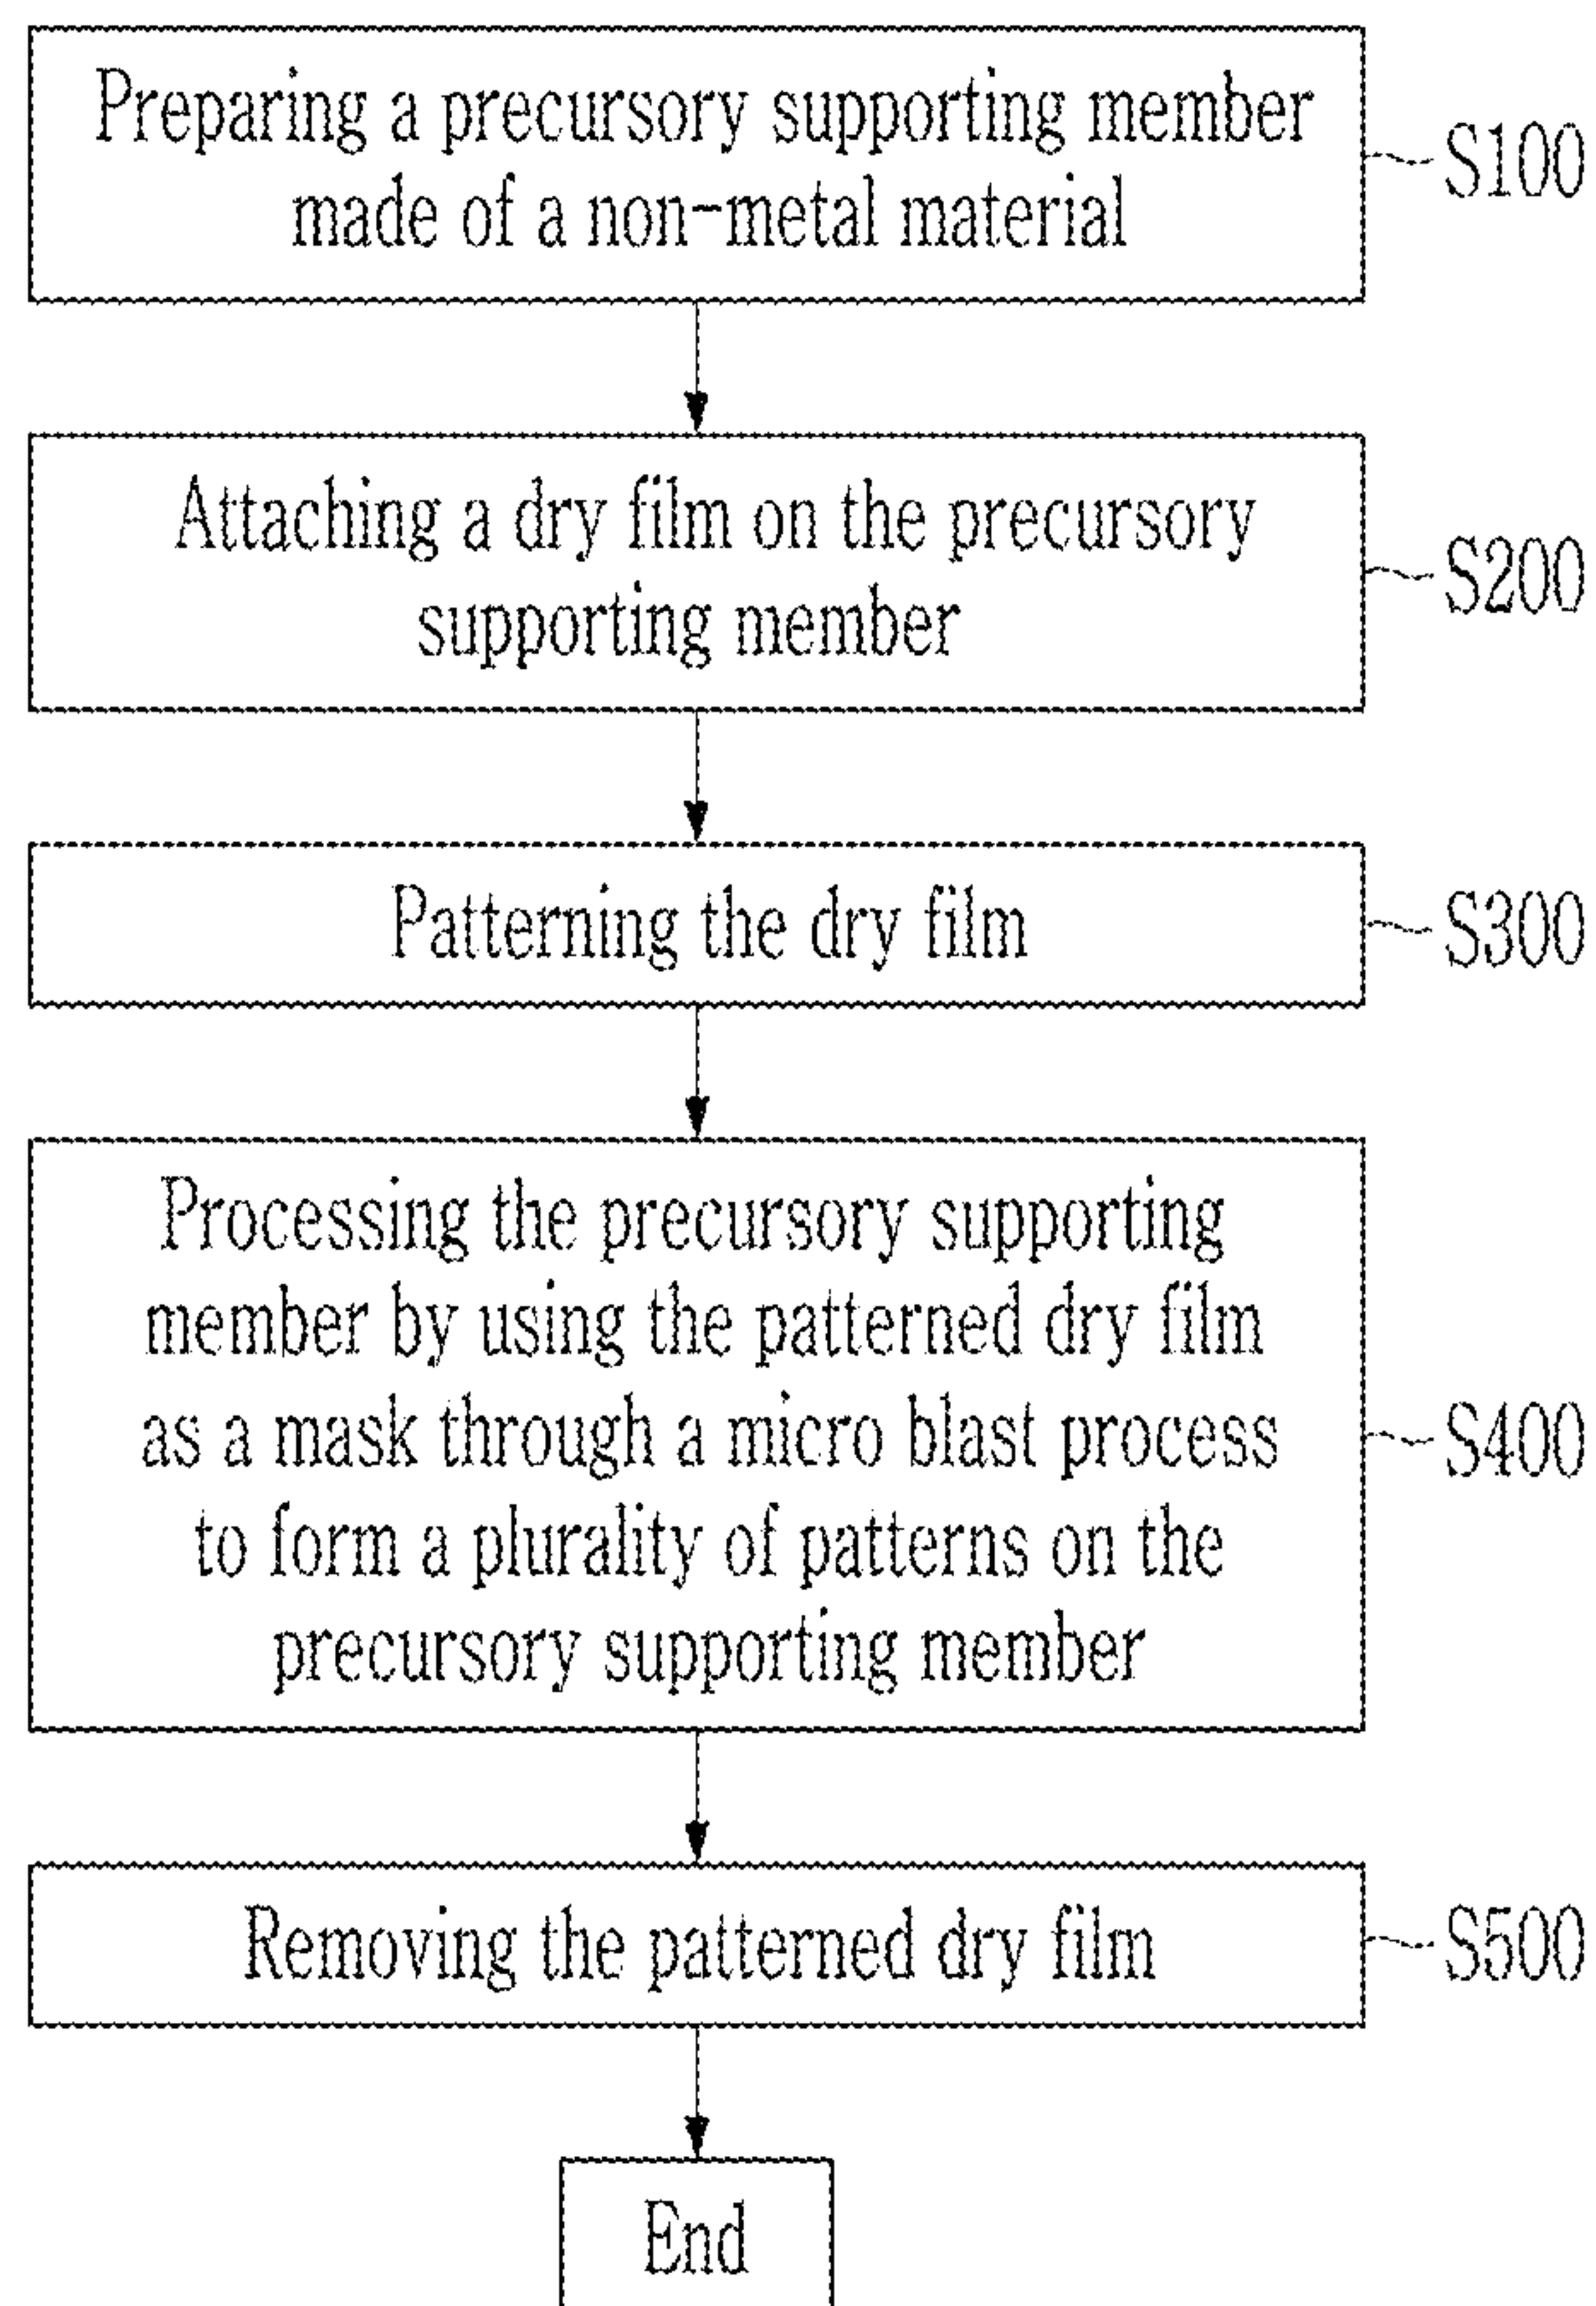 Preparing a precursory supporting member
made of a non-metal material
S100
Attaching a dry film on the precursory
supporting member
S200
Patterning the dry film
S300
Processing the precursory supporting
member by using the patterned dry film
as a mask through a micro blast process
to form a plurality of patterns on the
precursory supporting member
S400
Removing the patterned dry film
S500
End